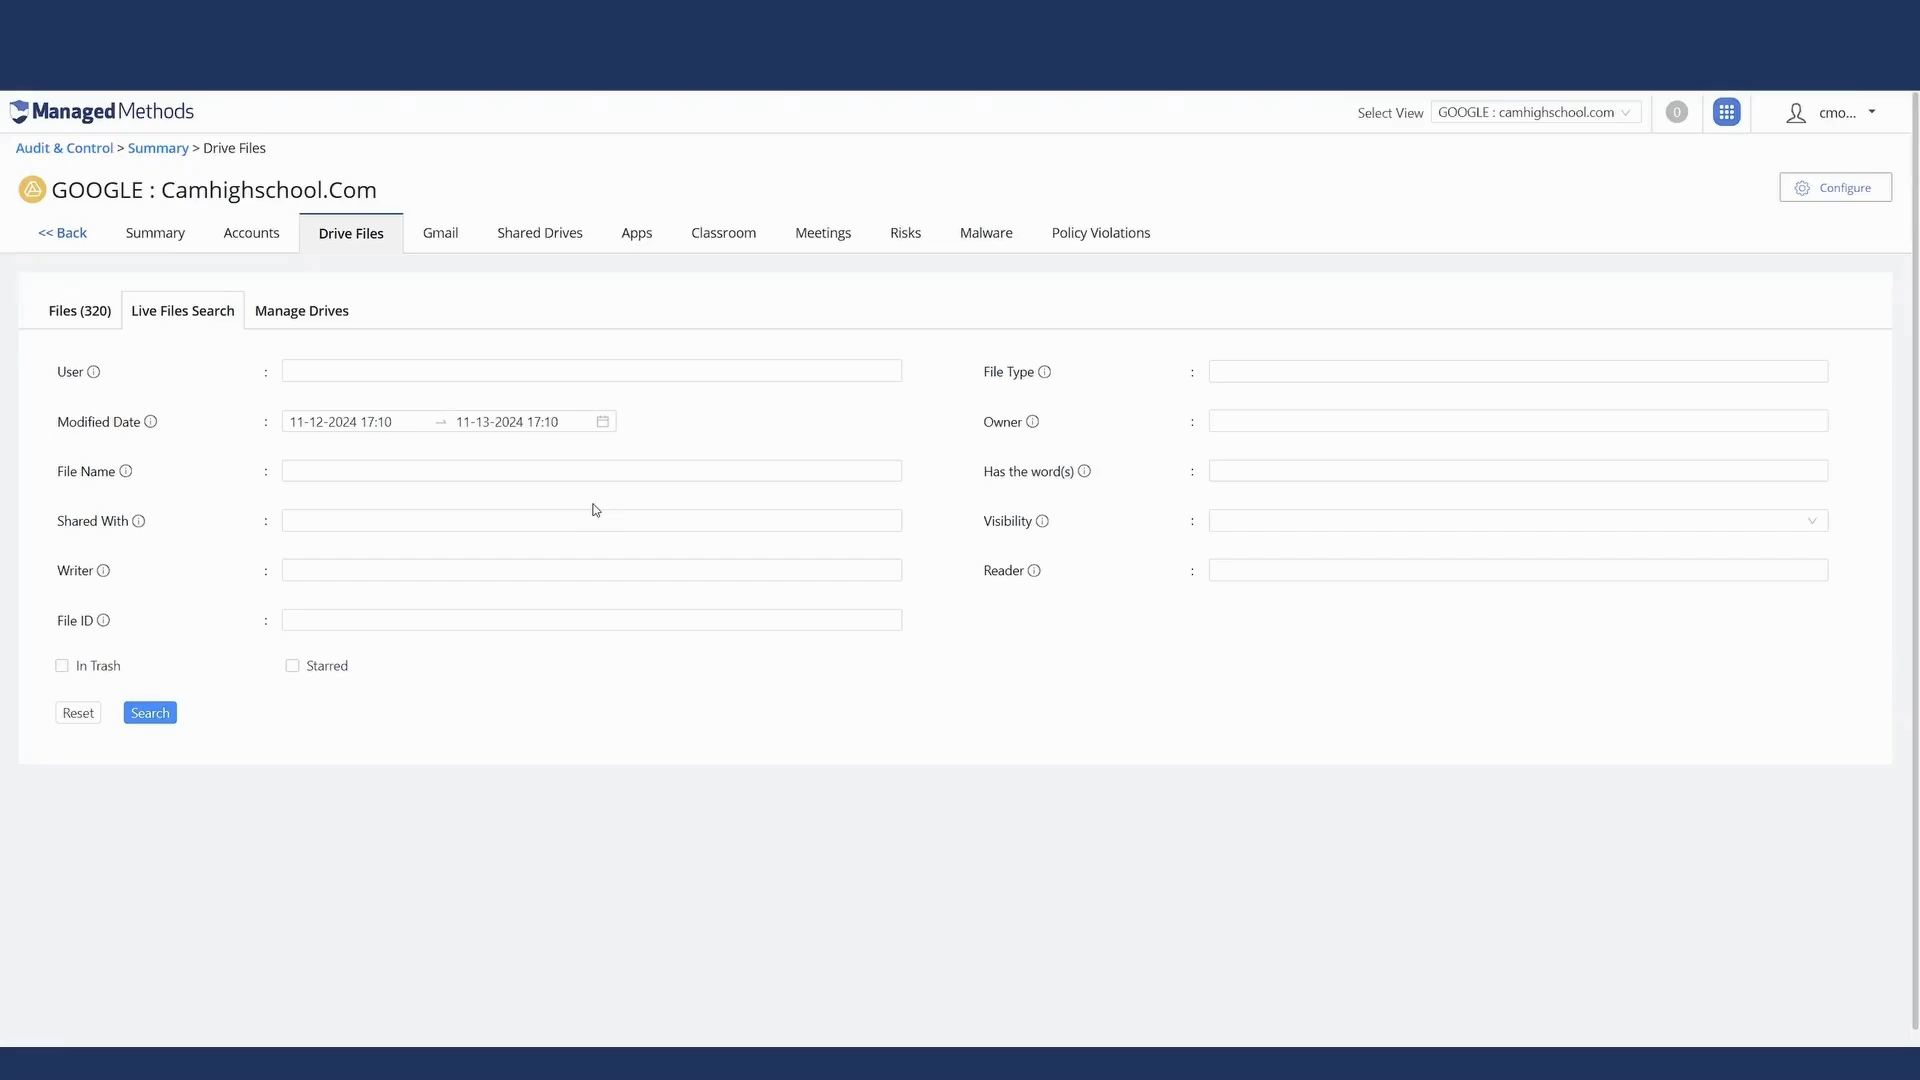 ManagedMethods
Select View GOOGLE : camhighschool.com 0 cmo...
Audit & Control > Summary > Drive Files
GOOGLE : Camhighschool.Com
Configure
<< Back Summary Accounts Drive Files Gmail Shared Drives Apps Classroom Meetings Risks Malware Policy Violations
Files (320) Live Files Search Manage Drives
User : File Type :
Modified Date : 11-12-2024 17:10 → 11-13-2024 17:10 Owner :
File Name : Has the word(s) :
Shared With : Visibility :
Writer : Reader :
File ID :
In Trash Starred
Reset Search